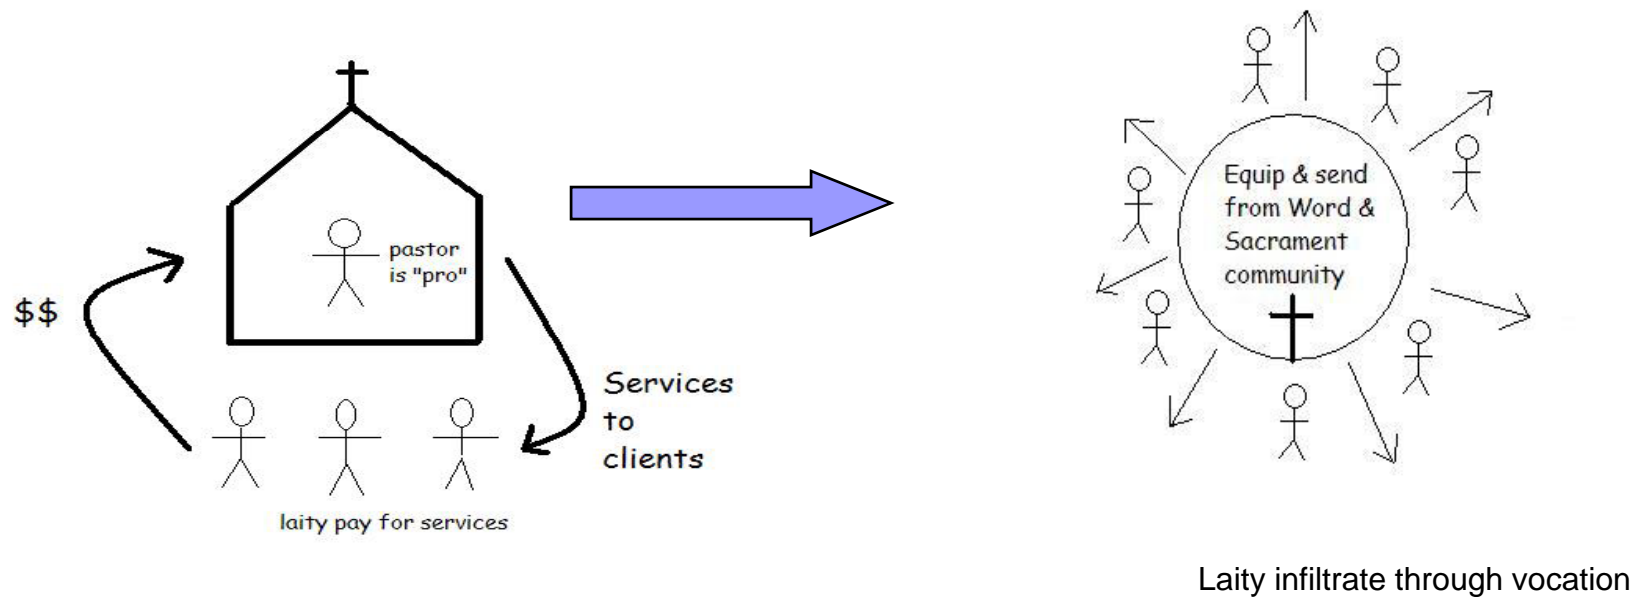 pastor
is "pro"
$$
Services
to
clients
laity pay for services
Equip & send
from Word &
Sacrament
community
Laity infiltrate through vocation